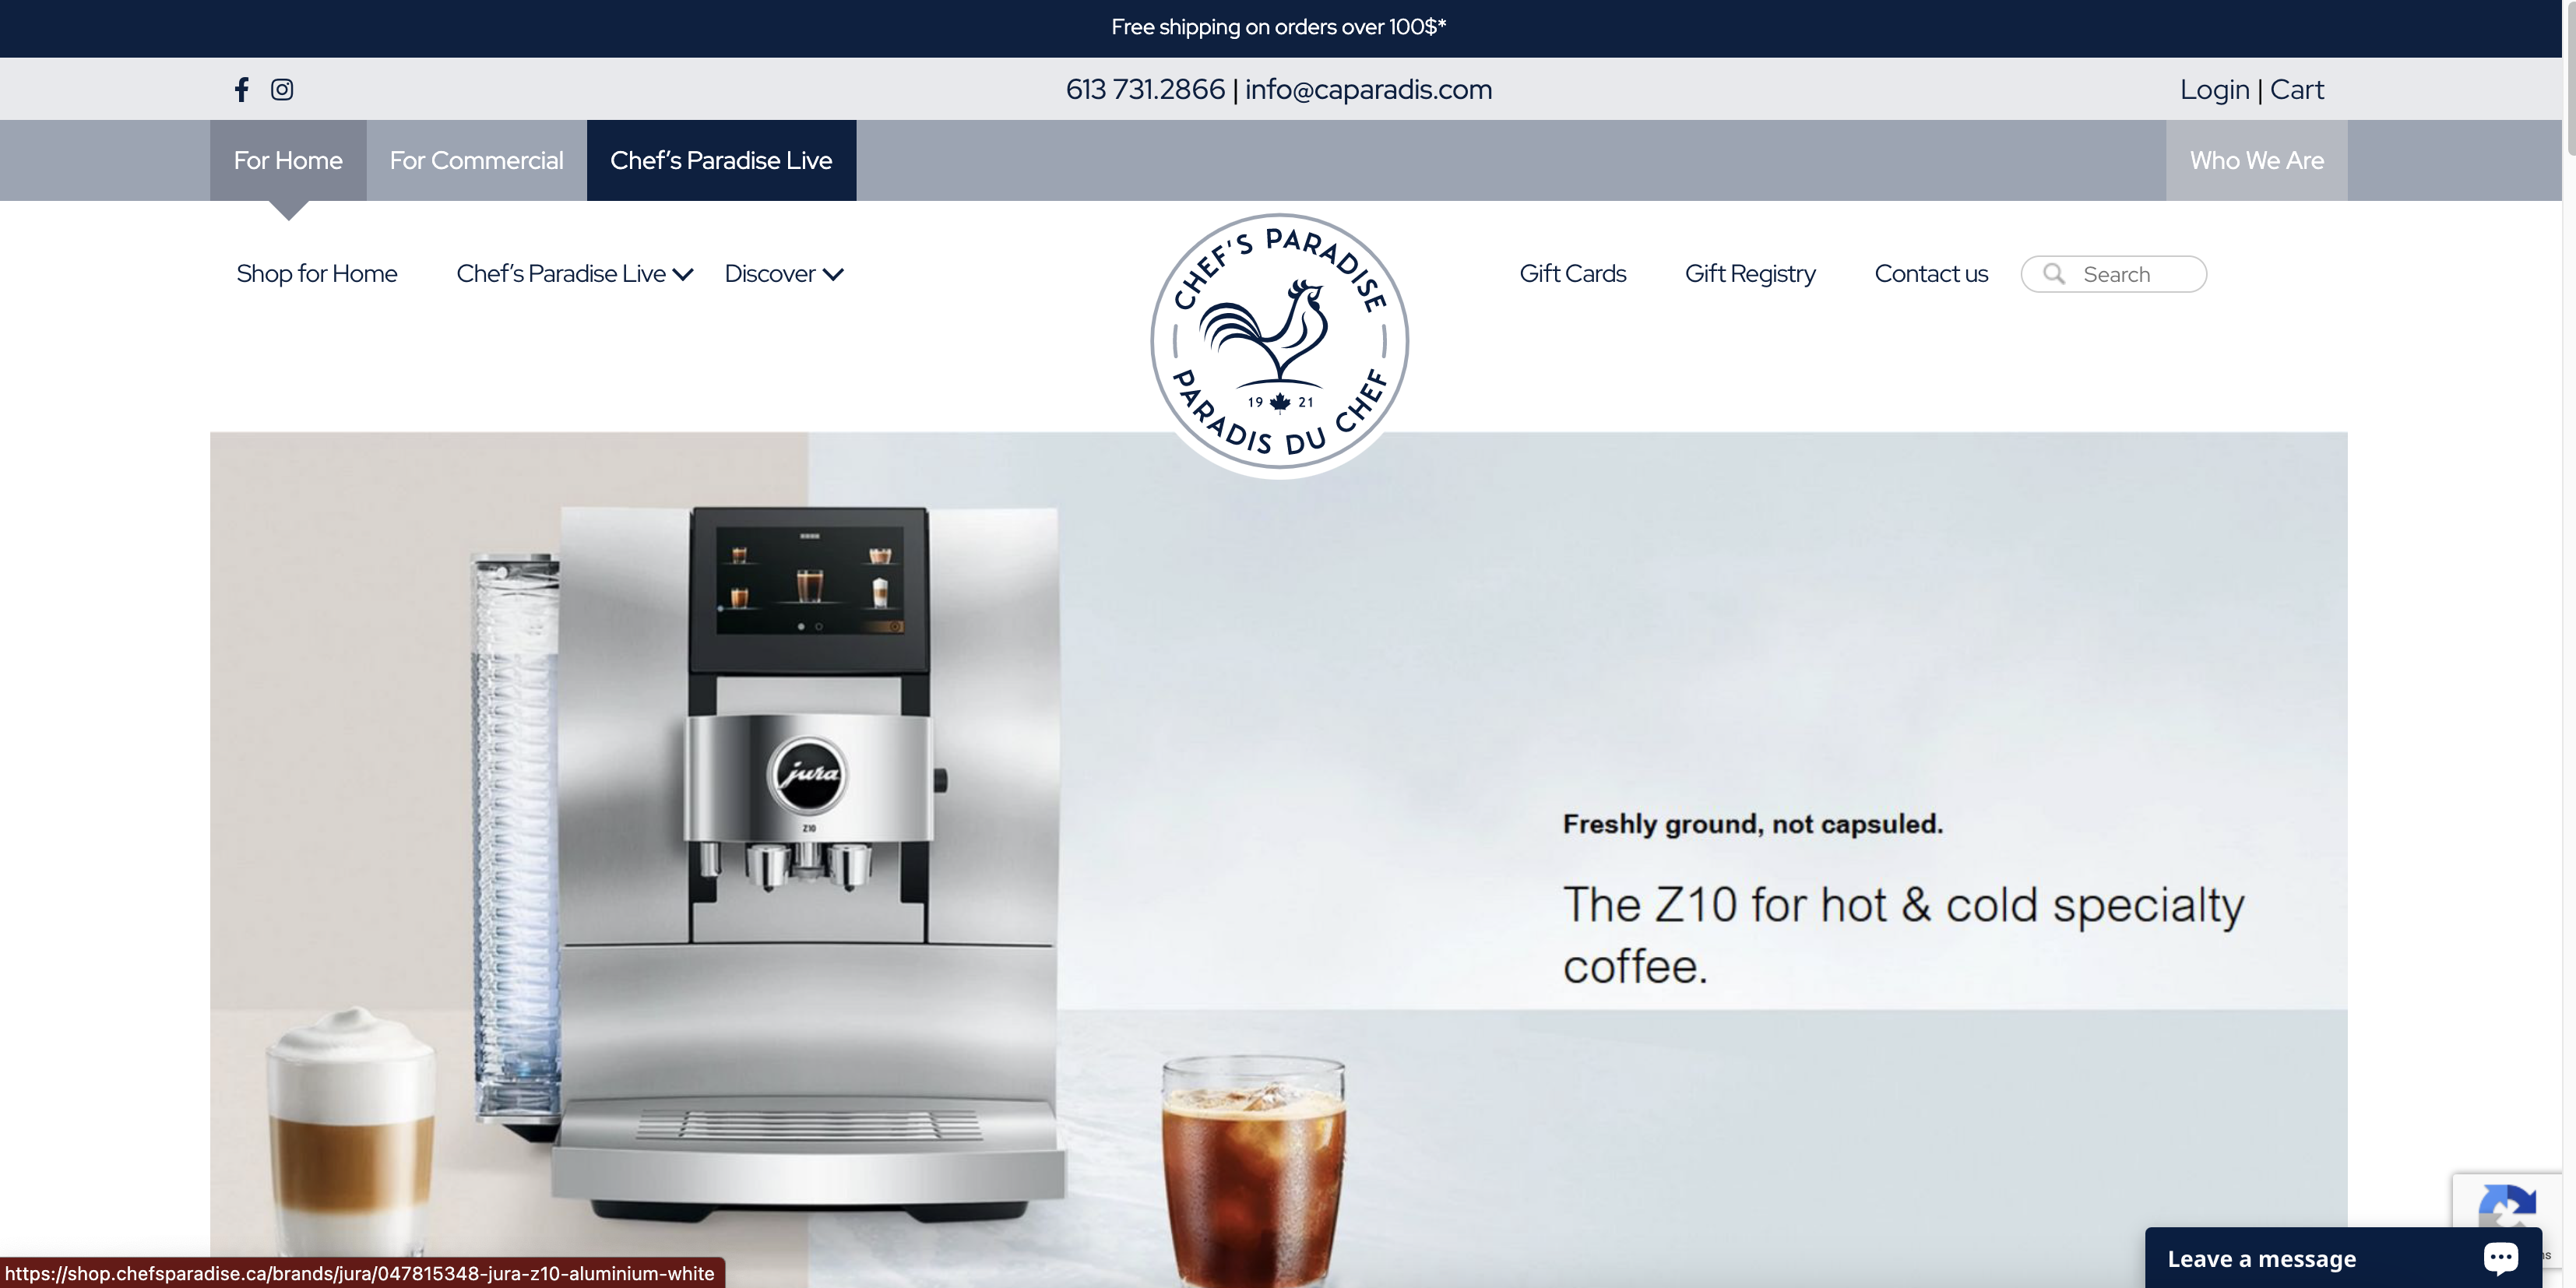 Free shipping on orders over 100$*
613 731.2866 | info@caparadis.com
Login | Cart
For Home
For Commercial
Chef's Paradise Live
Who We Are
Shop for Home
Chef's Paradise Live
Discover
CHEF'S PARADISE
19 21
PARADIS DU CHEF
Gift Cards
Gift Registry
Contact us
Search
jura
Z10
Freshly ground, not capsuled.
The Z10 for hot & cold specialty
coffee.
https://shop.chefsparadise.ca/brands/jura/047815348-jura-z10-aluminium-white
Leave a message